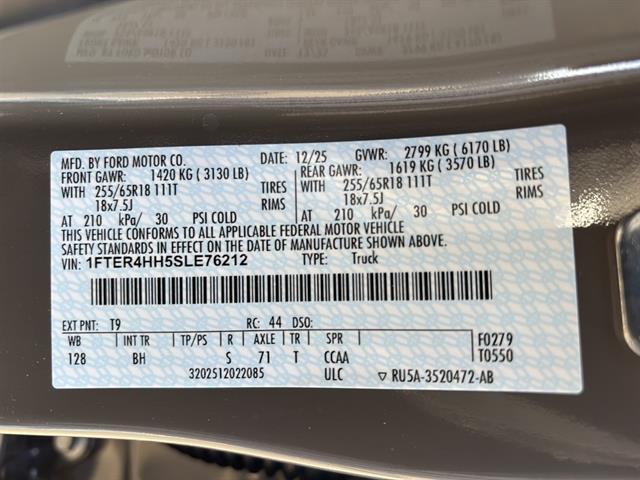 MFD. BY FORD MOTOR CO. DATE: 12/25 GVWR: 2799 KG ( 6170 LB)
FRONT GAWR: 1420 KG ( 3130 LB) REAR GAWR: 1619 KG ( 3570 LB)
WITH 255/65R18 111T TIRES WITH 255/65R18 111T TIRES
18x7.5J RIMS 18x7.5J RIMS
AT 210 kPa/ 30 PSI COLD AT 210 kPa/ 30 PSI COLD
THIS VEHICLE CONFORMS TO ALL APPLICABLE FEDERAL MOTOR VEHICLE
SAFETY STANDARDS IN EFFECT ON THE DATE OF MANUFACTURE SHOWN ABOVE.
VIN: 1FTER4HH5SLE76212 TYPE: Truck
EXT PNT: T9 RC: 44 DSO:
WB INT TR TP/PS R AXLE TR SPR F0279
128 BH S 71 T CCAA T0550
3202512022085 ULC ▽ RU5A-3520472-AB